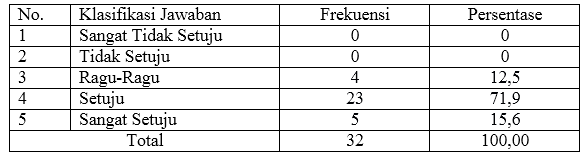 No. Klasifikasi Jawaban Frekuensi Persentase
1 Sangat Tidak Setuju 0 0
2 Tidak Setuju 0 0
3 Ragu-Ragu 4 12,5
4 Setuju 23 71,9
5 Sangat Setuju 5 15,6
Total 32 100,00